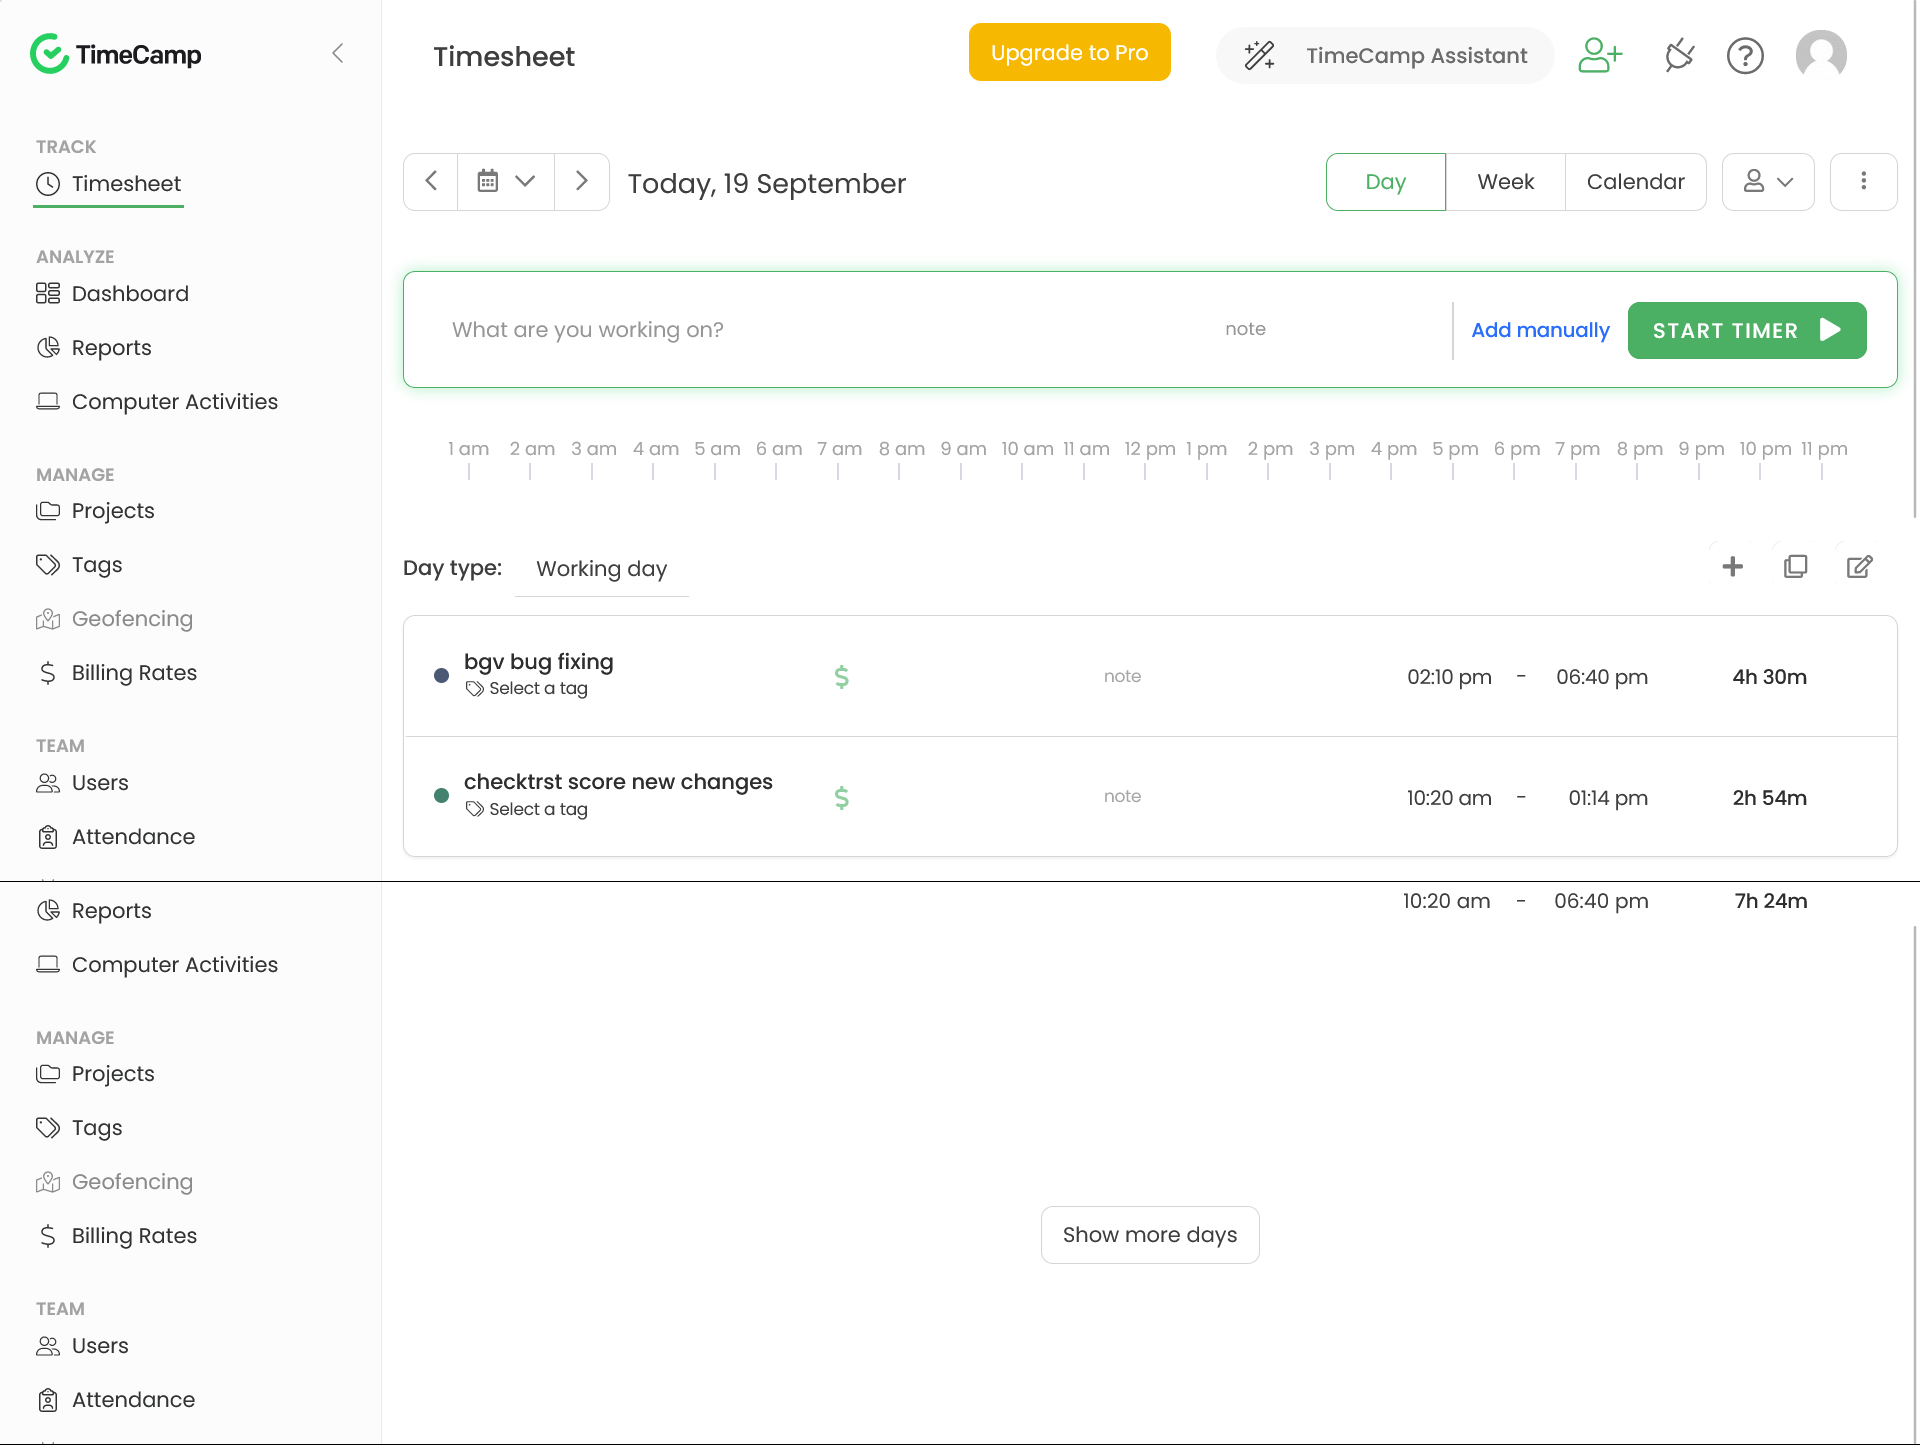 TimeCamp
Timesheet
Upgrade to Pro
TimeCamp Assistant
TRACK
Timesheet
ANALYZE
Dashboard
Reports
Computer Activities
MANAGE
Projects
Tags
Geofencing
Billing Rates
TEAM
Users
Attendance
Today, 19 September
Day
Week
Calendar
What are you working on?
note
Add manually
START TIMER
1 am 2 am 3 am 4 am 5 am 6 am 7 am 8 am 9 am 10 am 11 am 12 pm 1 pm 2 pm 3 pm 4 pm 5 pm 6 pm 7 pm 8 pm 9 pm 10 pm 11 pm
Day type: Working day
bgv bug fixing
Select a tag
$
note
02:10 pm - 06:40 pm 4h 30m
checktrst score new changes
Select a tag
$
note
10:20 am - 01:14 pm 2h 54m
10:20 am - 06:40 pm 7h 24m
Reports
Computer Activities
MANAGE
Projects
Tags
Geofencing
Billing Rates
TEAM
Users
Attendance
Show more days